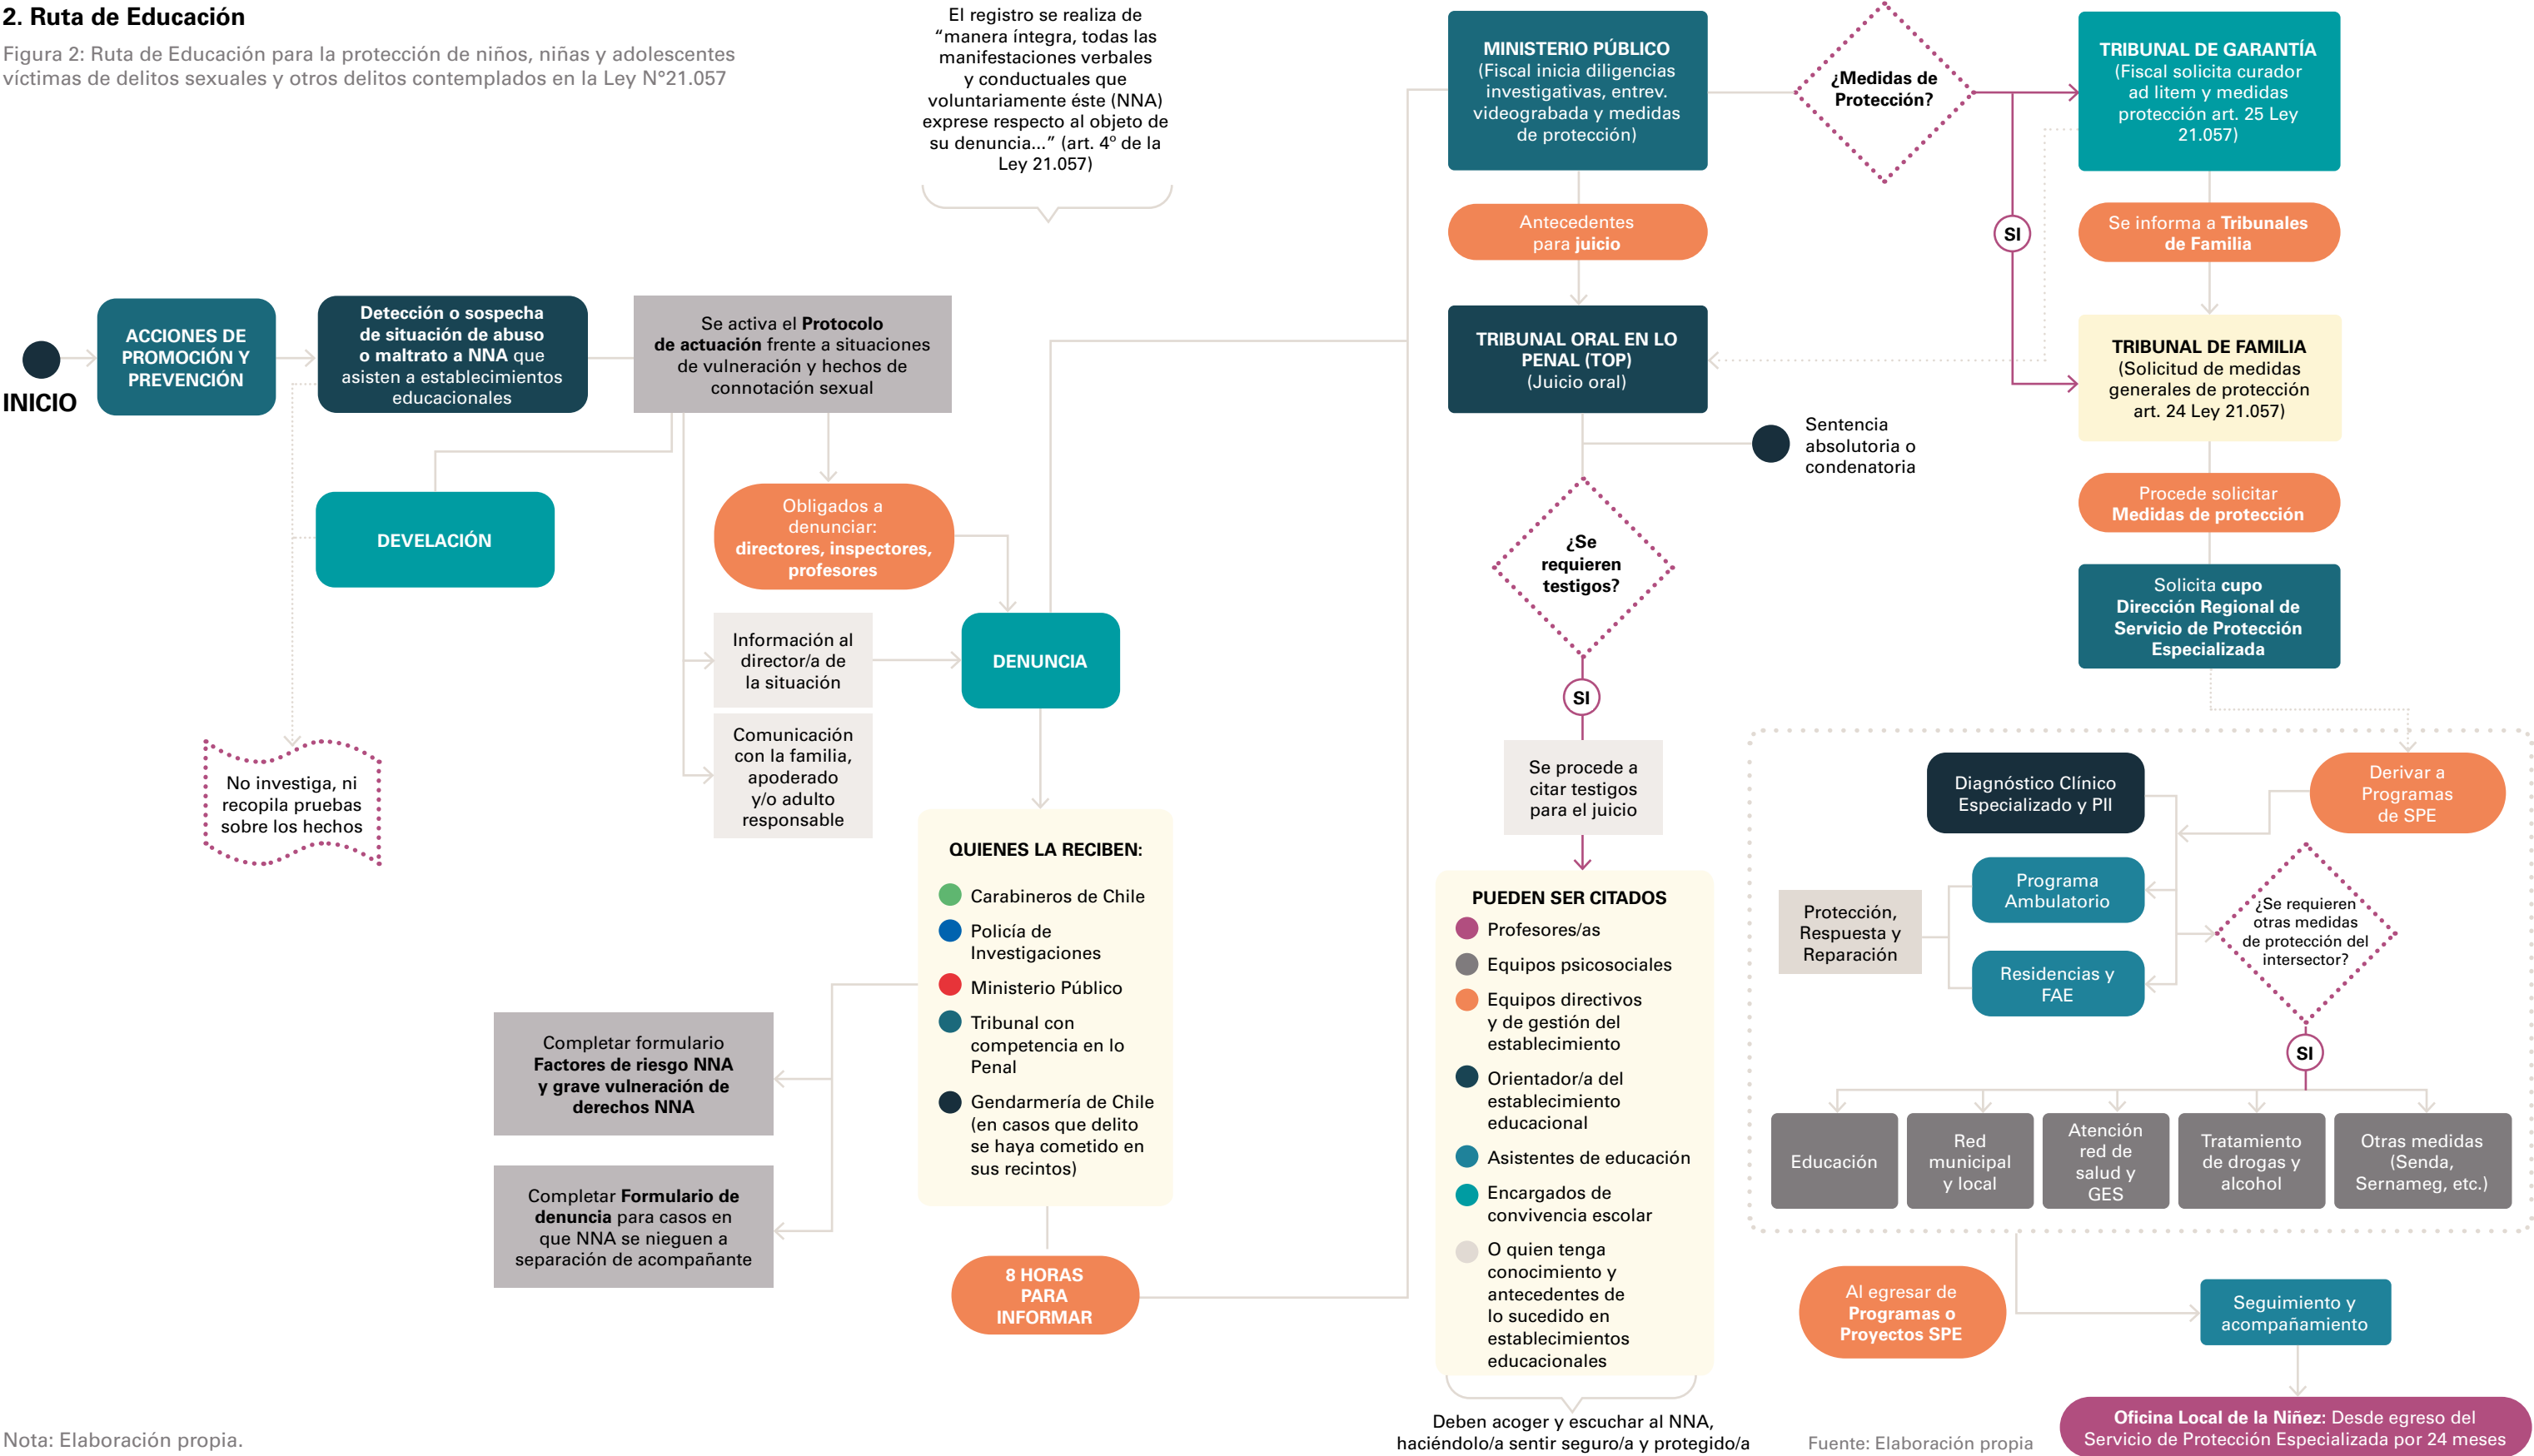 2. Ruta de Educación
Figura 2: Ruta de Educación para la protección de niños, niñas y adolescentes
víctimas de delitos sexuales y otros delitos contemplados en la Ley N°21.057
El registro se realiza de
“manera íntegra, todas las
manifestaciones verbales
y conductuales que
voluntariamente éste (NNA)
exprese respecto al objeto de
su denuncia...” (art. 4º de la
Ley 21.057)
INICIO
ACCIONES DE
PROMOCIÓN Y
PREVENCIÓN
Detección o sospecha
de situación de abuso
o maltrato a NNA que
asisten a establecimientos
educacionales
Se activa el Protocolo
de actuación frente a situaciones
de vulneración y hechos de
connotación sexual
DEVELACIÓN
Obligados a
denunciar:
directores, inspectores,
profesores
Información al
director/a de
la situación
DENUNCIA
Comunicación
con la familia,
apoderado
y/o adulto
responsable
No investiga, ni
recopila pruebas
sobre los hechos
QUIENES LA RECIBEN:
Carabineros de Chile
Policía de
Investigaciones
Ministerio Público
Tribunal con
competencia en lo
Penal
Gendarmería de Chile
(en casos que delito
se haya cometido en
sus recintos)
Completar formulario
Factores de riesgo NNA
y grave vulneración de
derechos NNA
Completar Formulario de
denuncia para casos en
que NNA se nieguen a
separación de acompañante
8 HORAS
PARA
INFORMAR
MINISTERIO PÚBLICO
(Fiscal inicia diligencias
investigativas, entrev.
videograbada y medidas
de protección)
Antecedentes
para juicio
TRIBUNAL ORAL EN LO
PENAL (TOP)
(Juicio oral)
Sentencia
absolutoria o
condenatoria
¿Se
requieren
testigos?
SI
Se procede a
citar testigos
para el juicio
PUEDEN SER CITADOS
Profesores/as
Equipos psicosociales
Equipos directivos
y de gestión del
establecimiento
Orientador/a del
establecimiento
educacional
Asistentes de educación
Encargados de
convivencia escolar
O quien tenga
conocimiento y
antecedentes de
lo sucedido en
establecimientos
educacionales
Deben acoger y escuchar al NNA,
haciéndolo/a sentir seguro/a y protegido/a
¿Medidas de
Protección?
SI
TRIBUNAL DE GARANTÍA
(Fiscal solicita curador
ad litem y medidas
protección art. 25 Ley
21.057)
Se informa a Tribunales
de Familia
TRIBUNAL DE FAMILIA
(Solicitud de medidas
generales de protección
art. 24 Ley 21.057)
Procede solicitar
Medidas de protección
Solicita cupo
Dirección Regional de
Servicio de Protección
Especializada
Derivar a
Programas
de SPE
Diagnóstico Clínico
Especializado y PII
Programa
Ambulatorio
Residencias y
FAE
Protección,
Respuesta y
Reparación
¿Se requieren
otras medidas
de protección del
intersector?
SI
Educación
Red
municipal
y local
Atención
red de
salud y
GES
Tratamiento
de drogas y
alcohol
Otras medidas
(Senda,
Sernameg, etc.)
Al egresar de
Programas o
Proyectos SPE
Seguimiento y
acompañamiento
Oficina Local de la Niñez: Desde egreso del
Servicio de Protección Especializada por 24 meses
Nota: Elaboración propia.
Fuente: Elaboración propia